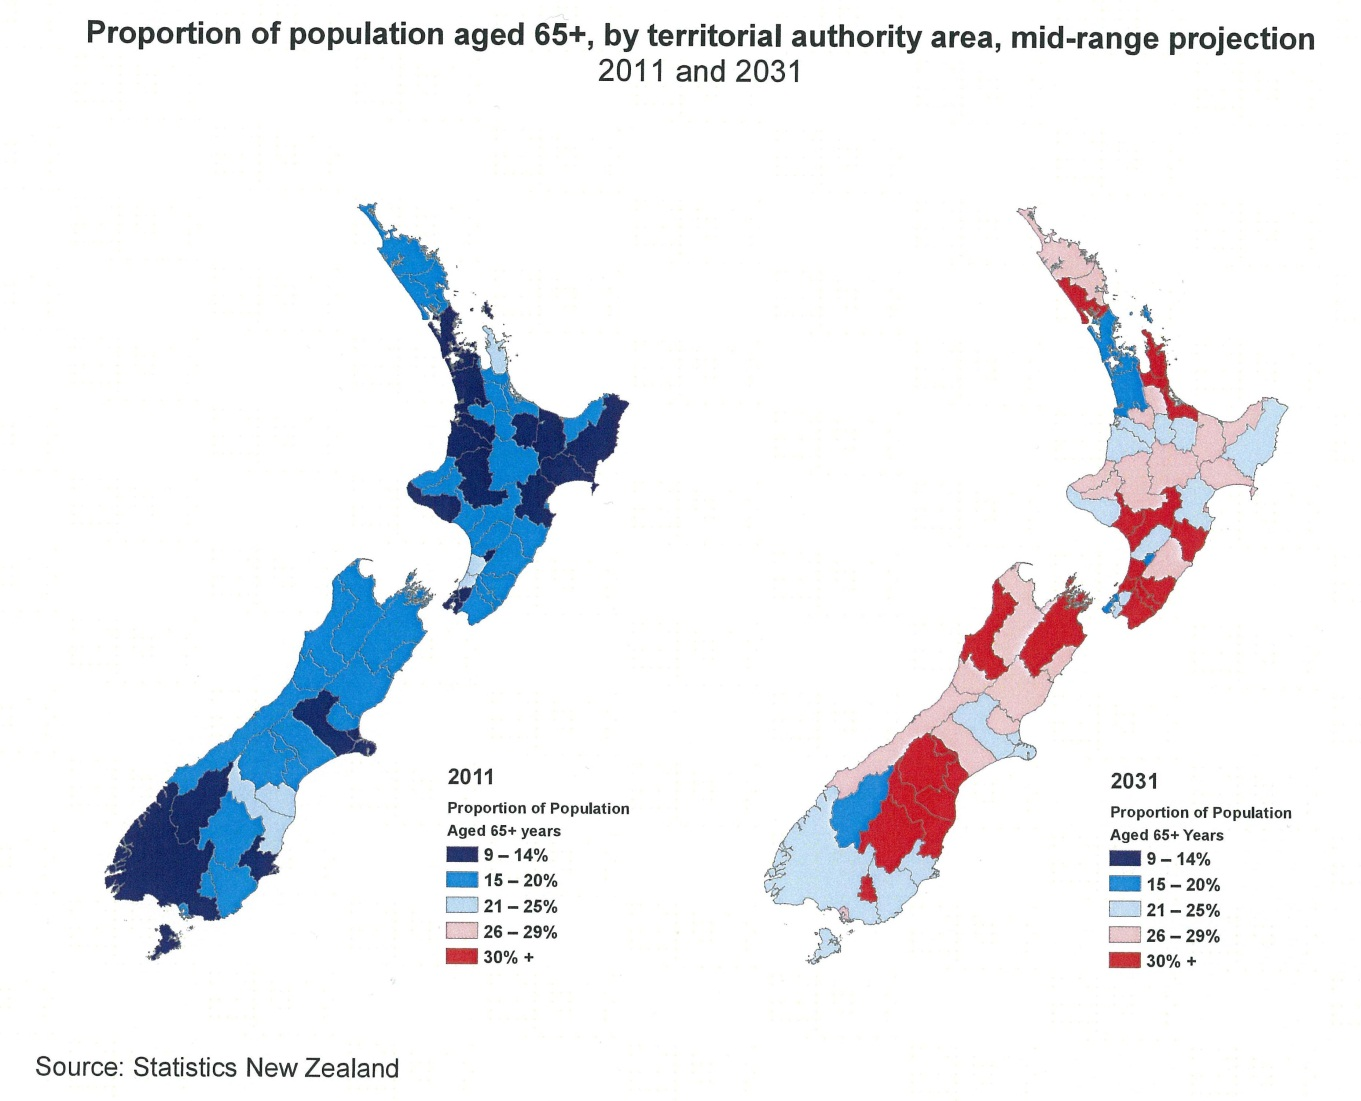 Proportion of population aged 65+, by territorial authority area, mid-range projection
2011 and 2031
2011
Proportion of Population
Aged 65+ years
9 – 14%
15 – 20%
21 – 25%
26 – 29%
30% +
2031
Proportion of Population
Aged 65+ Years
9 – 14%
15 – 20%
21 – 25%
26 – 29%
30% +
Source: Statistics New Zealand